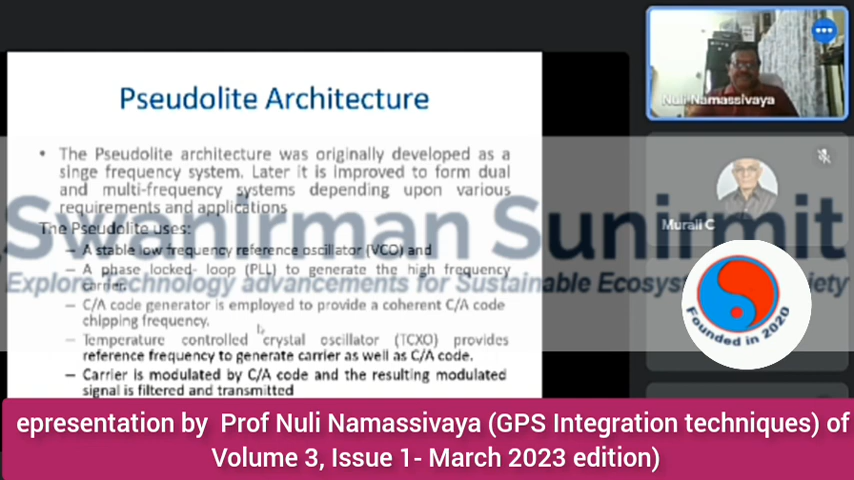 Pseudolite Architecture
• The Pseudolite architecture was originally developed as a
singe frequency system. Later it is improved to form dual
and multi-frequency systems depending upon various
requirements and applications
The Pseudolite uses:
– A stable low frequency reference oscillator (VCO) and
– A phase locked- loop (PLL) to generate the high frequency
carrier.
– C/A code generator is employed to provide a coherent C/A code
chipping frequency.
– Temperature controlled crystal oscillator (TCXO) provides
reference frequency to generate carrier as well as C/A code.
– Carrier is modulated by C/A code and the resulting modulated
signal is filtered and transmitted
Swanirman Sunirmit
Explore technology advancements for Sustainable Ecosys iety
Nuli Namassivaya
Murali C
Founded in 2020
epresentation by Prof Nuli Namassivaya (GPS Integration techniques) of
Volume 3, Issue 1- March 2023 edition)